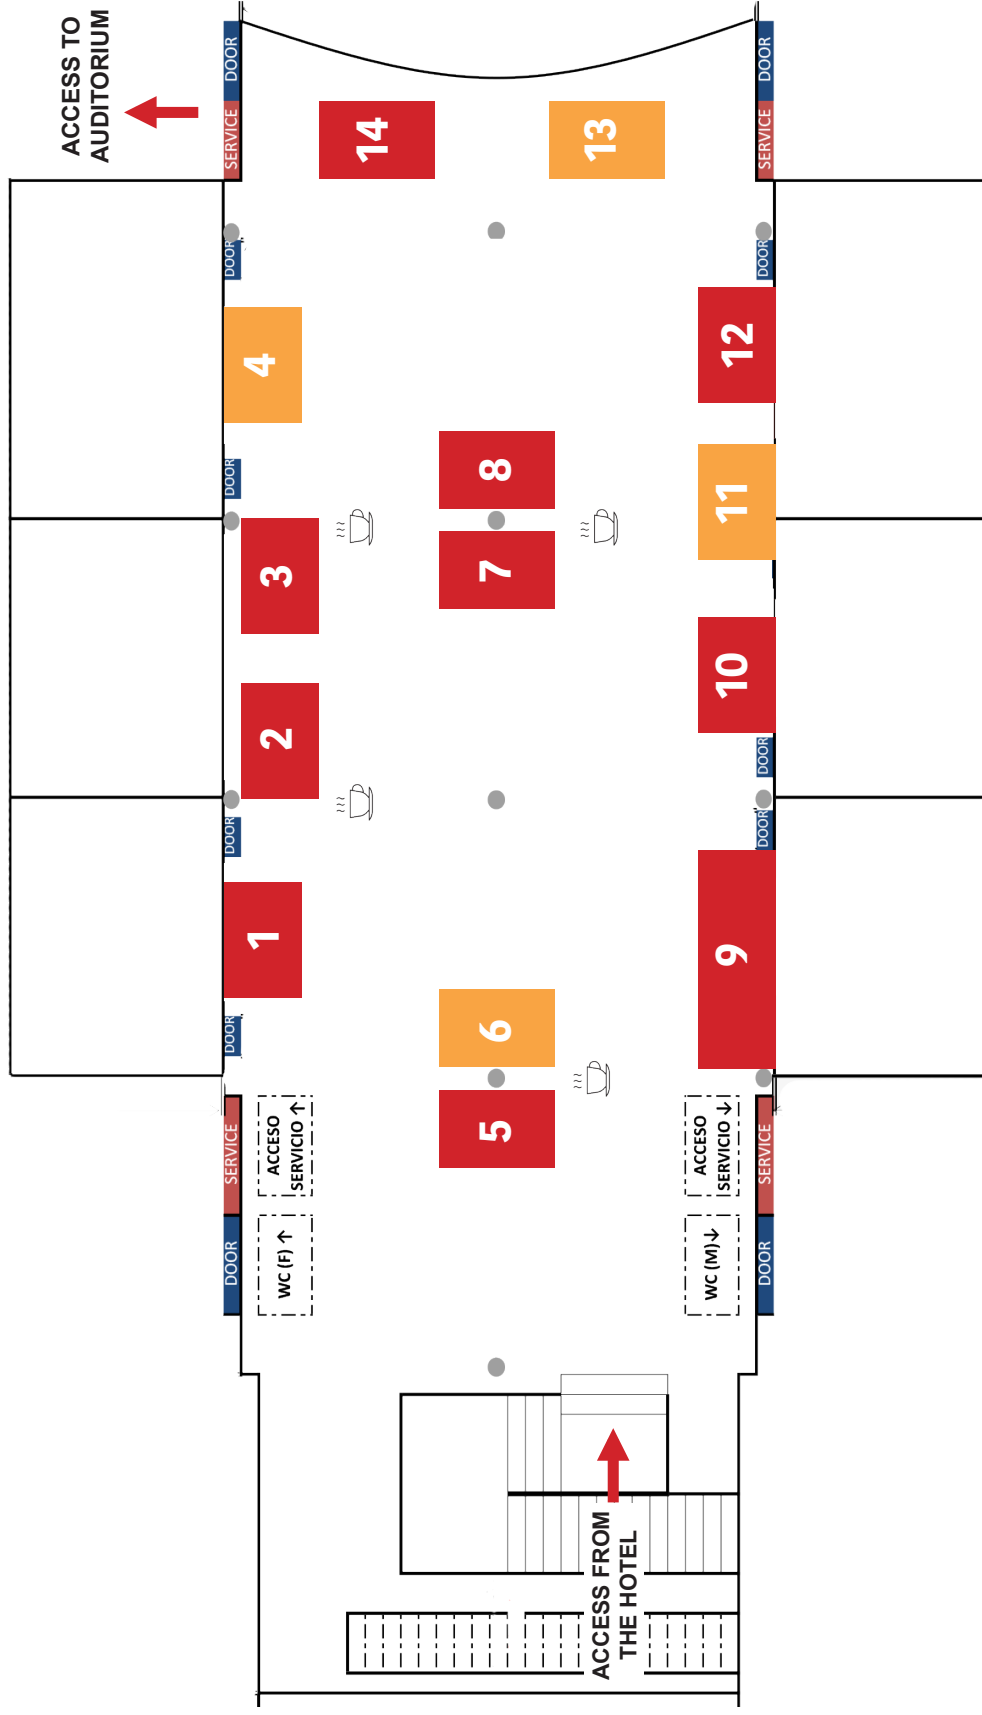 ACCESS TO
AUDITORIUM
DOOR
SERVICE
DOOR
SERVICE
14
13
DOOR
DOOR
4
12
DOOR
8
11
3
7
2
10
DOOR
DOOR
DOOR
1
9
DOOR
6
5
SERVICE
ACCESO
SERVICIO ↑
ACCESO
SERVICIO ↓
SERVICE
DOOR
WC (F) ↑
WC (M)↓
DOOR
ACCESS FROM
THE HOTEL